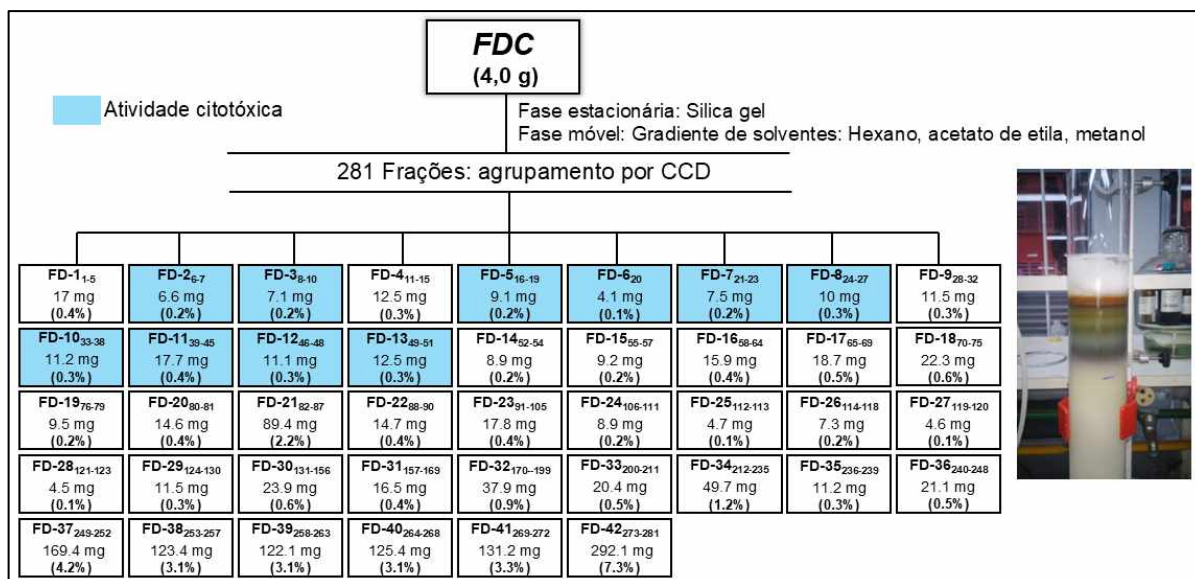 FDC
(4,0 g)
Atividade citotóxica
Fase estacionária: Silica gel
Fase móvel: Gradiente de solventes: Hexano, acetato de etila, metanol
281 Frações: agrupamento por CCD
FD-1₁₋₅ FD-2₆₋₇ FD-3₈₋₁₀ FD-4₁₁₋₁₅ FD-5₁₆₋₁₉ FD-6₂₀ FD-7₂₁₋₂₃ FD-8₂₄₋₂₇ FD-9₂₈₋₃₂
17 mg 6.6 mg 7.1 mg 12.5 mg 9.1 mg 4.1 mg 7.5 mg 10 mg 11.5 mg
(0.4%) (0.2%) (0.2%) (0.3%) (0.2%) (0.1%) (0.2%) (0.3%) (0.3%)
FD-10₃₃₋₃₈ FD-11₃₉₋₄₅ FD-12₄₆₋₄₈ FD-13₄₉₋₅₁ FD-14₅₂₋₅₄ FD-15₅₅₋₅₇ FD-16₅₈₋₆₄ FD-17₆₅₋₆₉ FD-18₇₀₋₇₅
11.2 mg 17.7 mg 11.1 mg 12.5 mg 8.9 mg 9.2 mg 15.9 mg 18.7 mg 22.3 mg
(0.3%) (0.4%) (0.3%) (0.3%) (0.2%) (0.2%) (0.4%) (0.5%) (0.6%)
FD-19₇₆₋₇₉ FD-20₈₀₋₈₁ FD-21₈₂₋₈₇ FD-22₈₈₋₉₀ FD-23₉₁₋₁₀₅ FD-24₁₀₆₋₁₁₁ FD-25₁₁₂₋₁₁₃ FD-26₁₁₄₋₁₁₈ FD-27₁₁₉₋₁₂₀
9.5 mg 14.6 mg 89.4 mg 14.7 mg 17.8 mg 8.9 mg 4.7 mg 7.3 mg 4.6 mg
(0.2%) (0.4%) (2.2%) (0.4%) (0.4%) (0.2%) (0.1%) (0.2%) (0.1%)
FD-28₁₂₁₋₁₂₃ FD-29₁₂₄₋₁₃₀ FD-30₁₃₁₋₁₅₆ FD-31₁₅₇₋₁₆₉ FD-32₁₇₀₋₁₉₉ FD-33₂₀₀₋₂₁₁ FD-34₂₁₂₋₂₃₅ FD-35₂₃₆₋₂₃₉ FD-36₂₄₀₋₂₄₈
4.5 mg 11.5 mg 23.9 mg 16.5 mg 37.9 mg 20.4 mg 49.7 mg 11.2 mg 21.1 mg
(0.1%) (0.3%) (0.6%) (0.4%) (0.9%) (0.5%) (1.2%) (0.3%) (0.5%)
FD-37₂₄₉₋₂₅₂ FD-38₂₅₃₋₂₅₇ FD-39₂₅₈₋₂₆₃ FD-40₂₆₄₋₂₆₈ FD-41₂₆₉₋₂₇₂ FD-42₂₇₃₋₂₈₁
169.4 mg 123.4 mg 122.1 mg 125.4 mg 131.2 mg 292.1 mg
(4.2%) (3.1%) (3.1%) (3.1%) (3.3%) (7.3%)